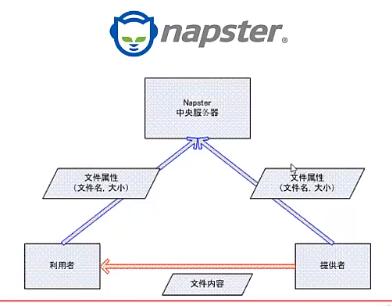 napster®
Napster
中央服务器
文件属性
(文件名, 大小)
文件属性
(文件名, 大小)
利用者
提供者
文件内容